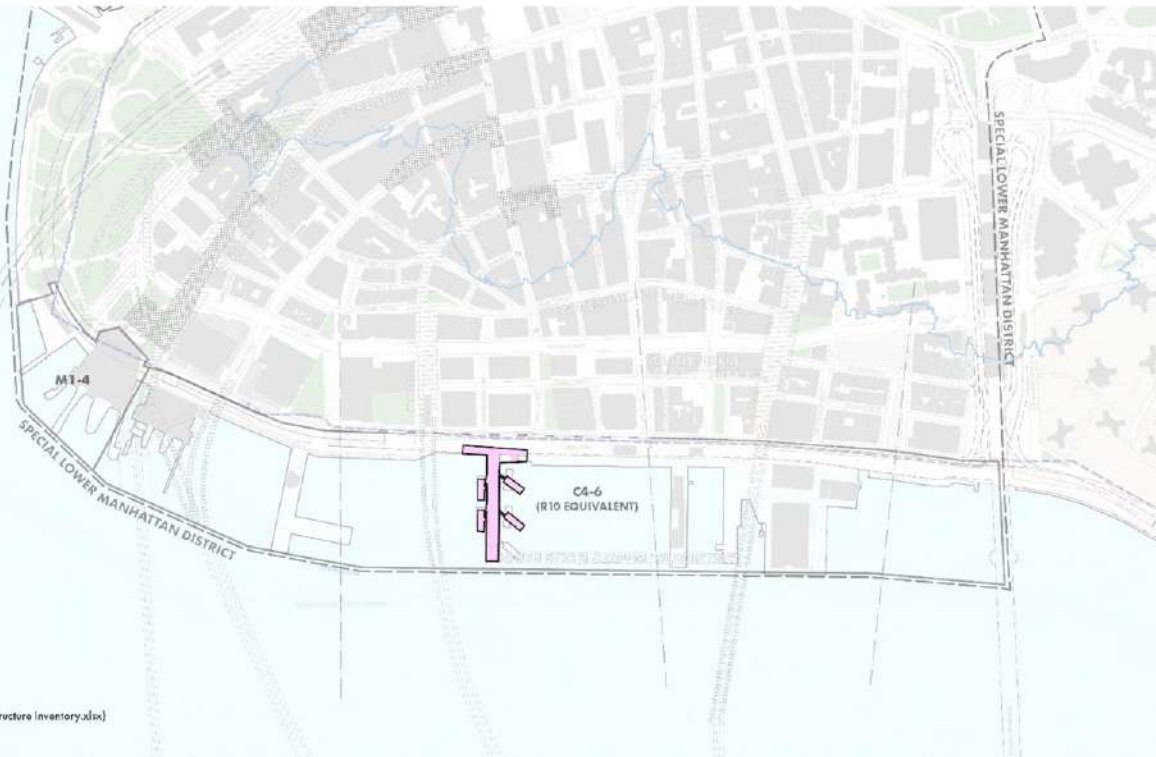 SPECIAL LOWER MANHATTAN DISTRICT
M1-4
SPECIAL LOWER MANHATTAN DISTRICT
C4-6
(R10 EQUIVALENT)
ructure Inventory.xlsx)